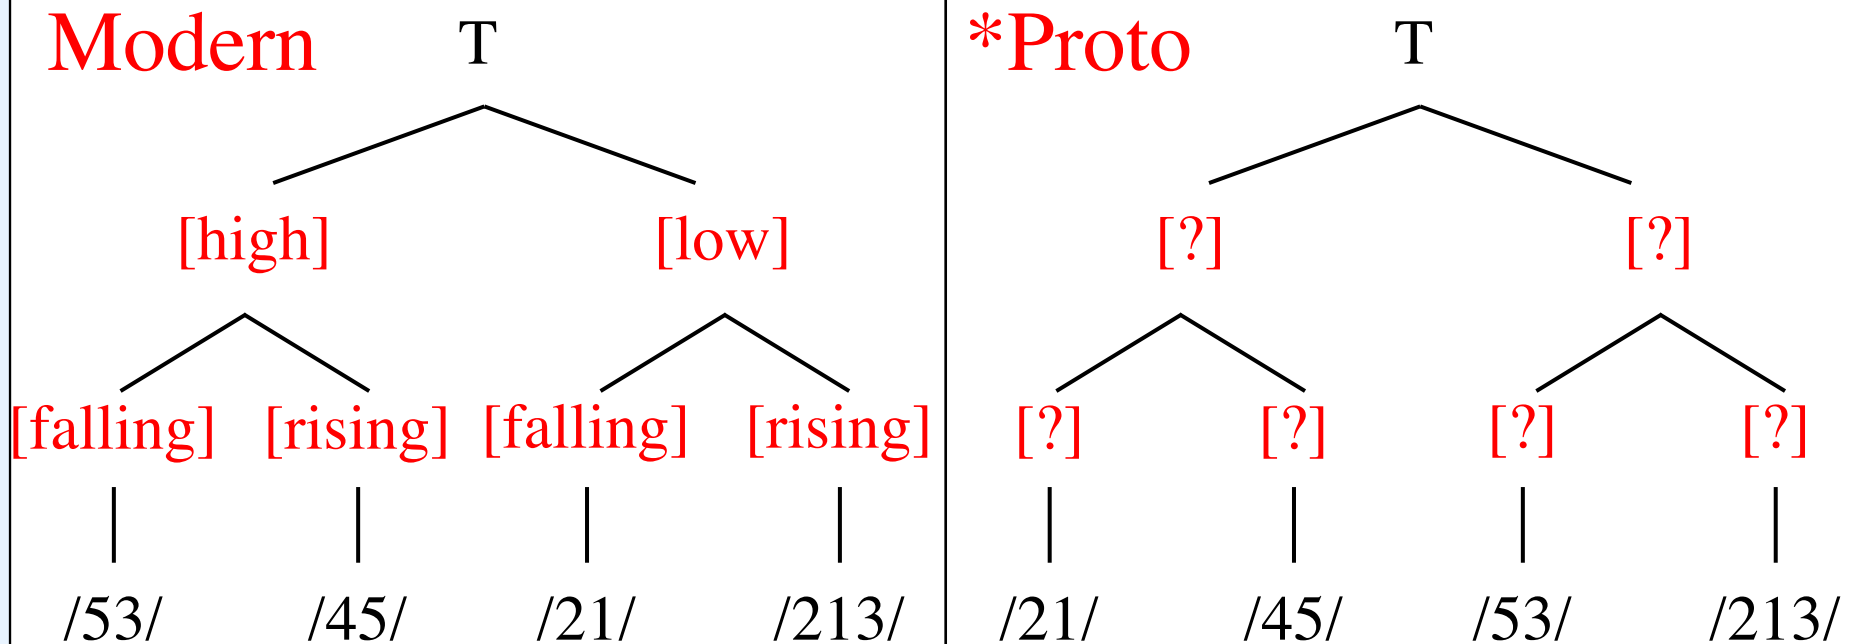 Modern T
[high] [low]
[falling] [rising] [falling] [rising]
/53/ /45/ /21/ /213/
*Proto T
[?] [?]
[?] [?] [?] [?]
/21/ /45/ /53/ /213/